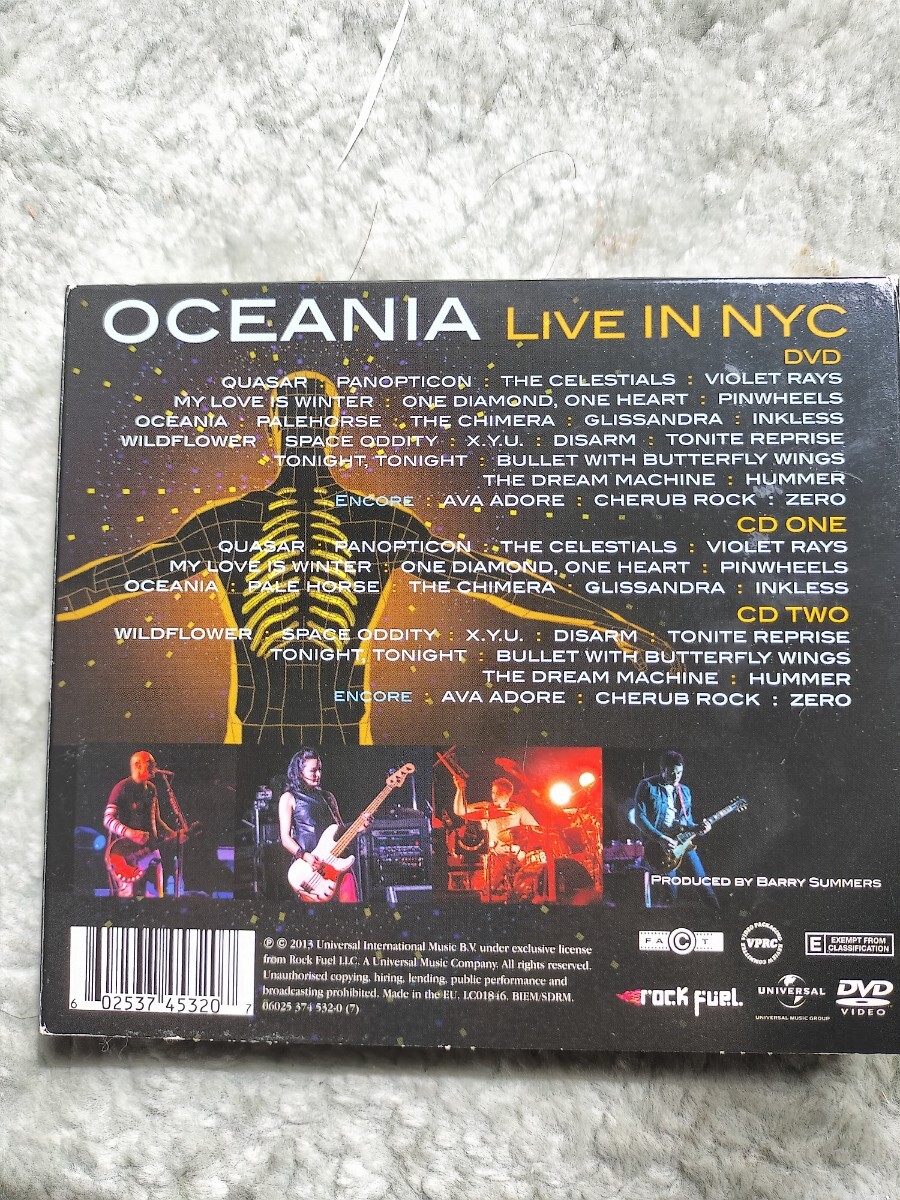 OCEANIA LIVE IN NYC
DVD
QUASAR : PANOPTICON : THE CELESTIALS : VIOLET RAYS
MY LOVE IS WINTER : ONE DIAMOND, ONE HEART : PINWHEELS
OCEANIA : PALEHORSE : THE CHIMERA : GLISSANDRA : INKLESS
WILDFLOWER : SPACE ODDITY : X.Y.U. : DISARM : TONITE REPRISE
TONIGHT, TONIGHT : BULLET WITH BUTTERFLY WINGS
THE DREAM MACHINE : HUMMER
ENCORE : AVA ADORE : CHERUB ROCK : ZERO
CD ONE
QUASAR : PANOPTICON : THE CELESTIALS : VIOLET RAYS
MY LOVE IS WINTER : ONE DIAMOND, ONE HEART : PINWHEELS
OCEANIA : PALE HORSE : THE CHIMERA : GLISSANDRA : INKLESS
CD TWO
WILDFLOWER : SPACE ODDITY : X.Y.U. : DISARM : TONITE REPRISE
TONIGHT, TONIGHT : BULLET WITH BUTTERFLY WINGS
THE DREAM MACHINE : HUMMER
ENCORE : AVA ADORE : CHERUB ROCK : ZERO
PRODUCED BY BARRY SUMMERS
6 02537 45320 7
℗ © 2013 Universal International Music B.V. under exclusive license
from Rock Fuel LLC. A Universal Music Company. All rights reserved.
Unauthorised copying, hiring, lending, public performance and
broadcasting prohibited. Made in the EU. LC01846. BIEM/SDRM.
06025 374 532-0 (7)
FACT
VIDEO PACKAGING
VPRC
E EXEMPT FROM
CLASSIFICATION
rock fuel.
UNIVERSAL
UNIVERSAL MUSIC GROUP
DVD
VIDEO